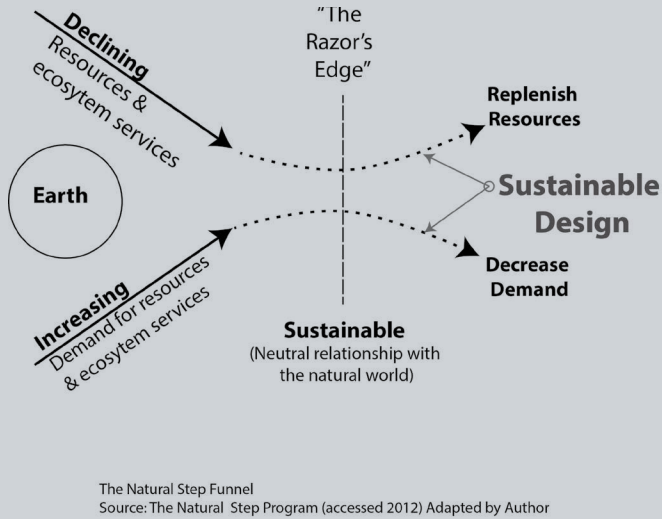 "The
Razor's
Edge"
Declining
Resources &
ecosytem services
Replenish
Resources
Earth
Sustainable
Design
Increasing
Demand for resources
& ecosytem services
Decrease
Demand
Sustainable
(Neutral relationship with
the natural world)
The Natural Step Funnel
Source: The Natural Step Program (accessed 2012) Adapted by Author